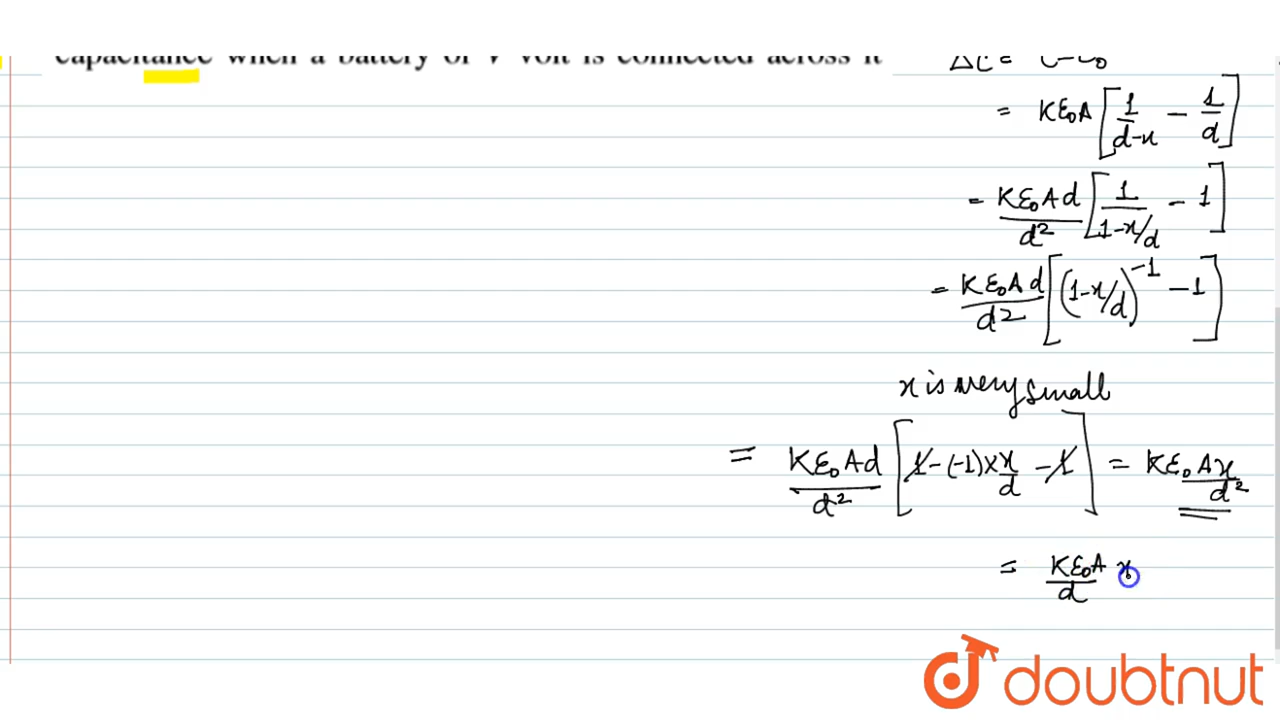 capacitance when a battery of V volt is connected across it
ΔC = C-C₀
= Kε₀A [1/(d-x) - 1/d]
= Kε₀Ad/d² [1/(1-x/d) - 1]
= Kε₀Ad/d² [(1-x/d)⁻¹ - 1]
x is very small
= Kε₀Ad/d² [1-(-1)×x/d - 1] = Kε₀Ax/d²
= Kε₀A/d x
doubtnut